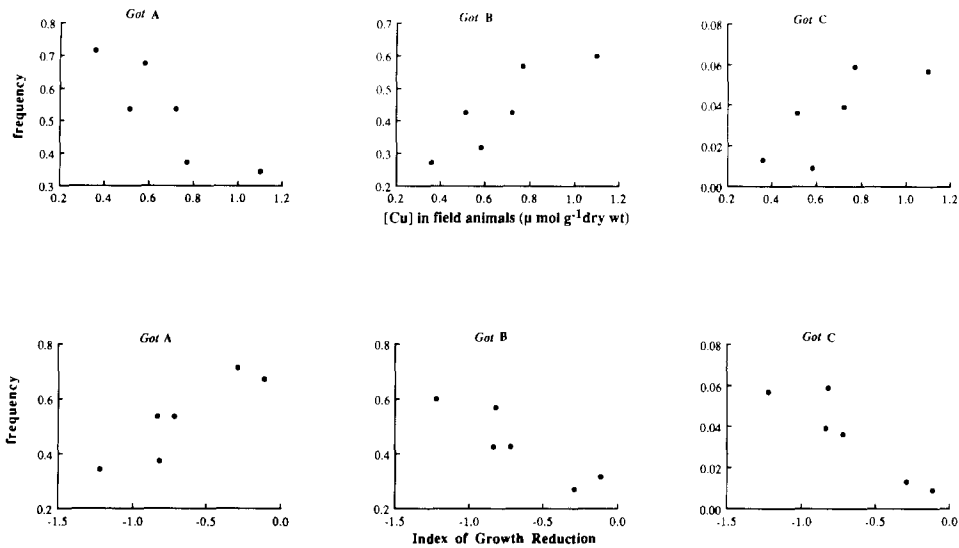 Got A
Got B
Got C
0.8
0.7
0.6
0.5
0.4
0.3
frequency
0.2 0.4 0.6 0.8 1.0 1.2
0.7
0.6
0.5
0.4
0.3
0.2
0.2 0.4 0.6 0.8 1.0 1.2
0.08
0.06
0.04
0.02
0.00
0.2 0.4 0.6 0.8 1.0 1.2
[Cu] in field animals (μ mol g-1dry wt)
Got A
Got B
Got C
0.8
0.6
0.4
0.2
frequency
-1.5 -1.0 -0.5 0.0
0.8
0.6
0.4
0.2
-1.5 -1.0 -0.5 0.0
0.08
0.06
0.04
0.02
0.00
-1.5 -1.0 -0.5 0.0
Index of Growth Reduction